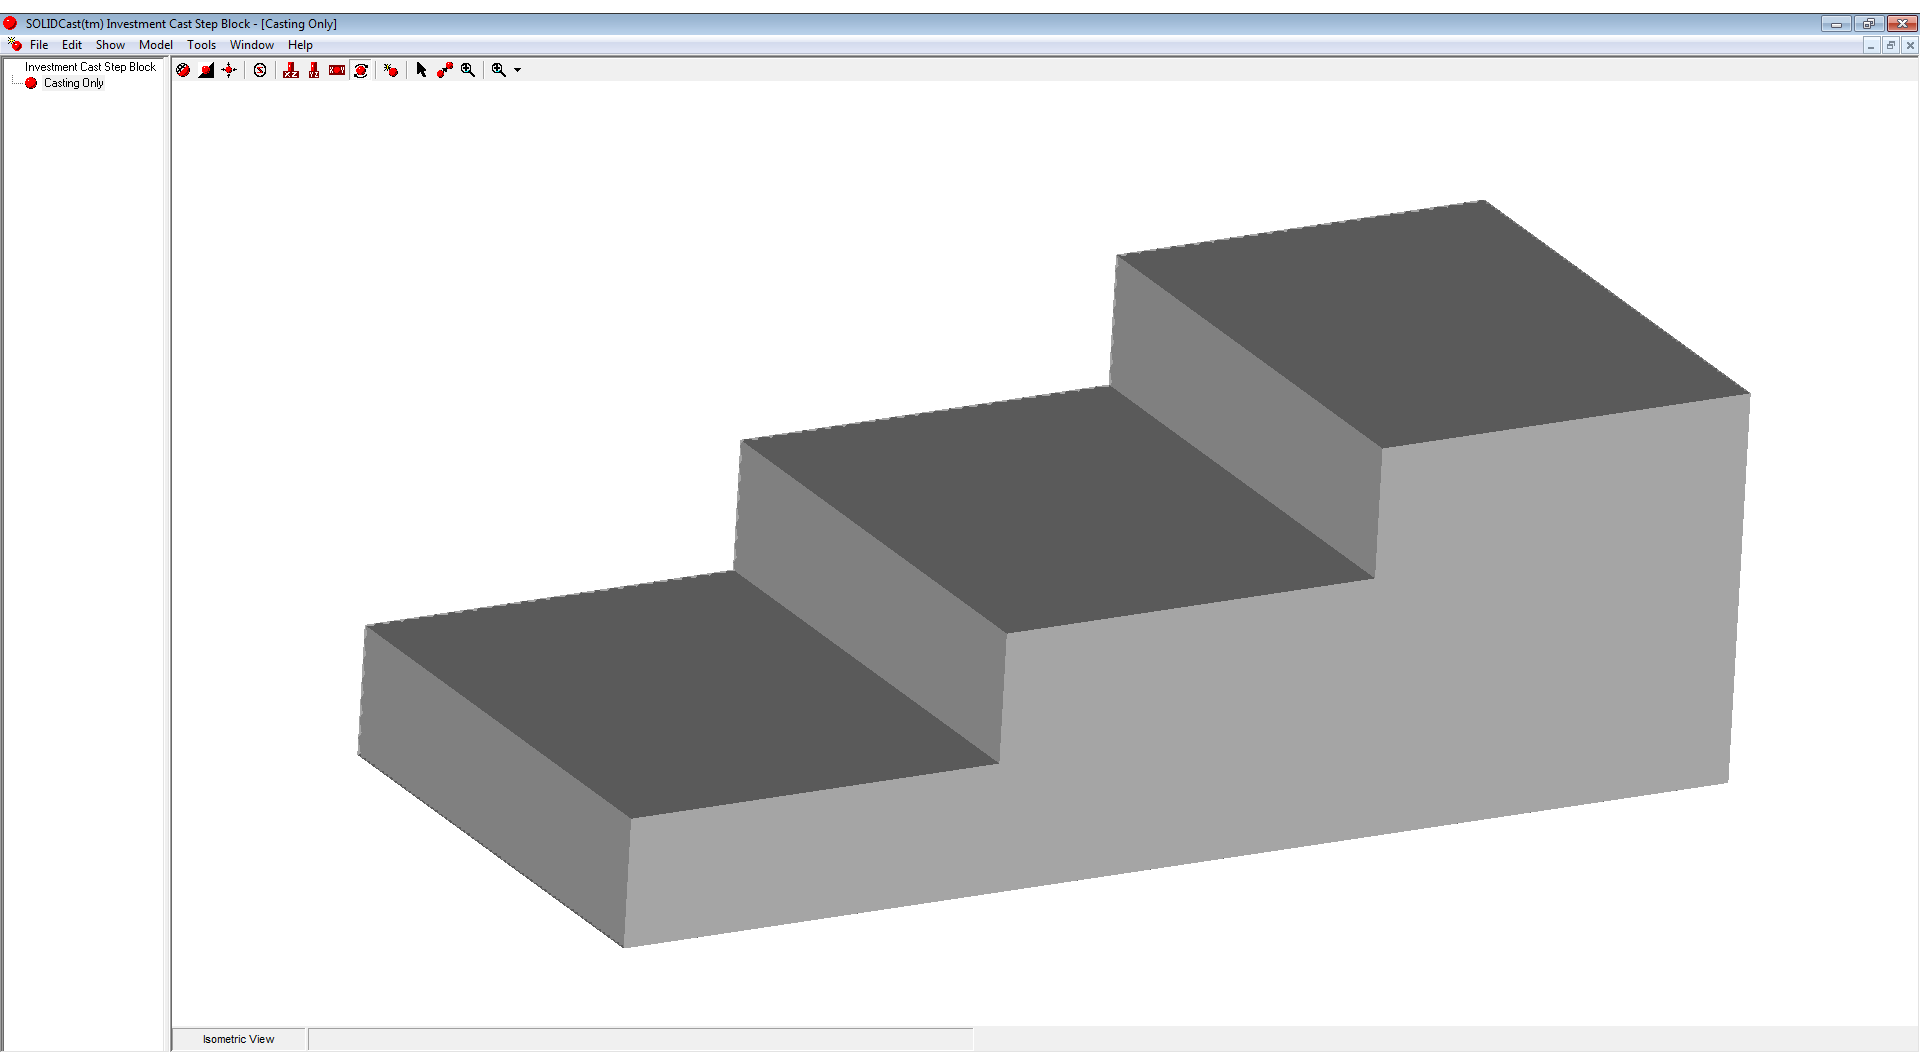 SOLIDCast(tm) Investment Cast Step Block - [Casting Only]
File Edit Show Model Tools Window Help
Investment Cast Step Block
Casting Only
Isometric View